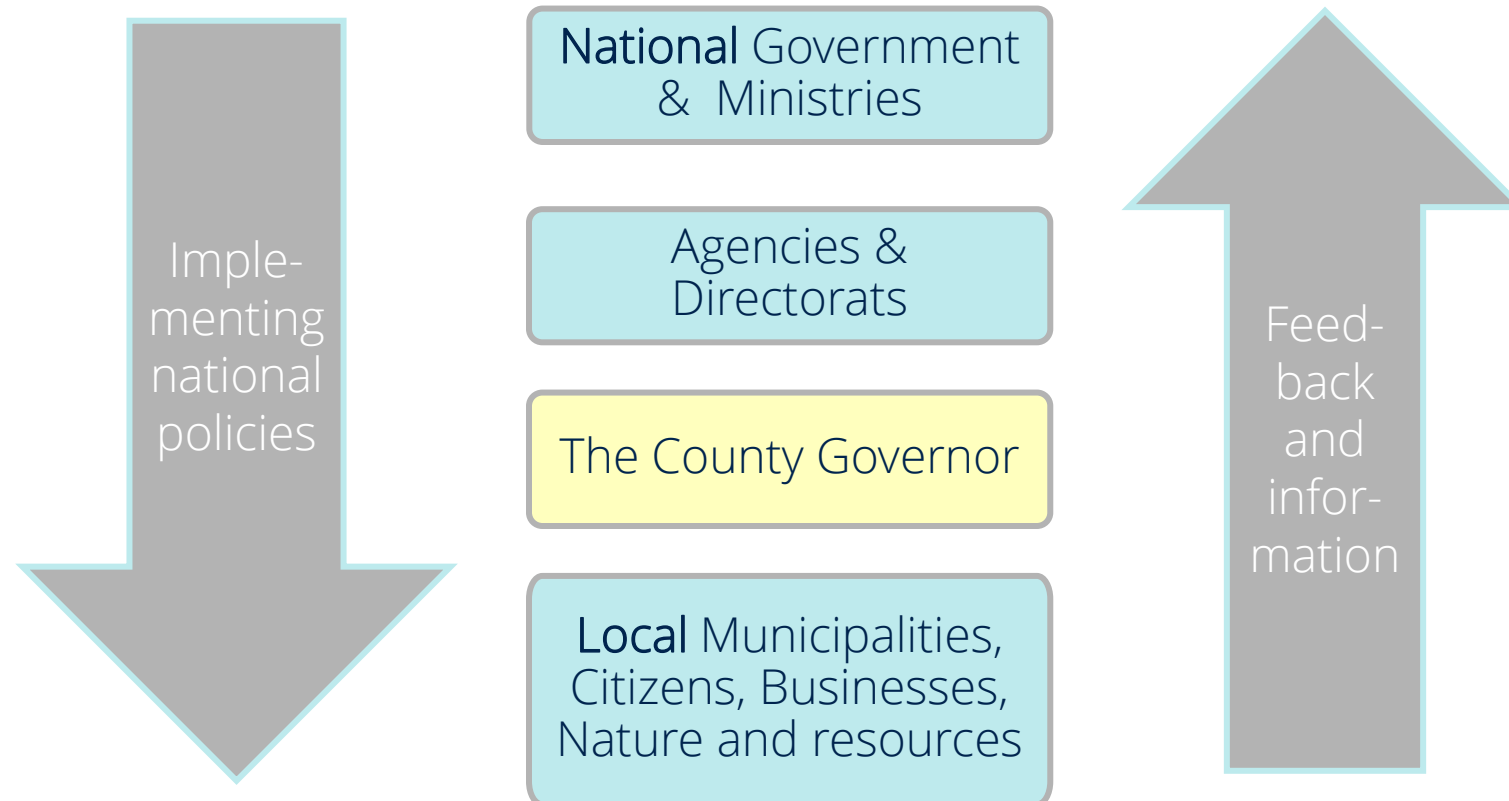 Imple-
menting
national
policies
National Government
& Ministries
Agencies &
Directorats
The County Governor
Local Municipalities,
Citizens, Businesses,
Nature and resources
Feed-
back
and
infor-
mation